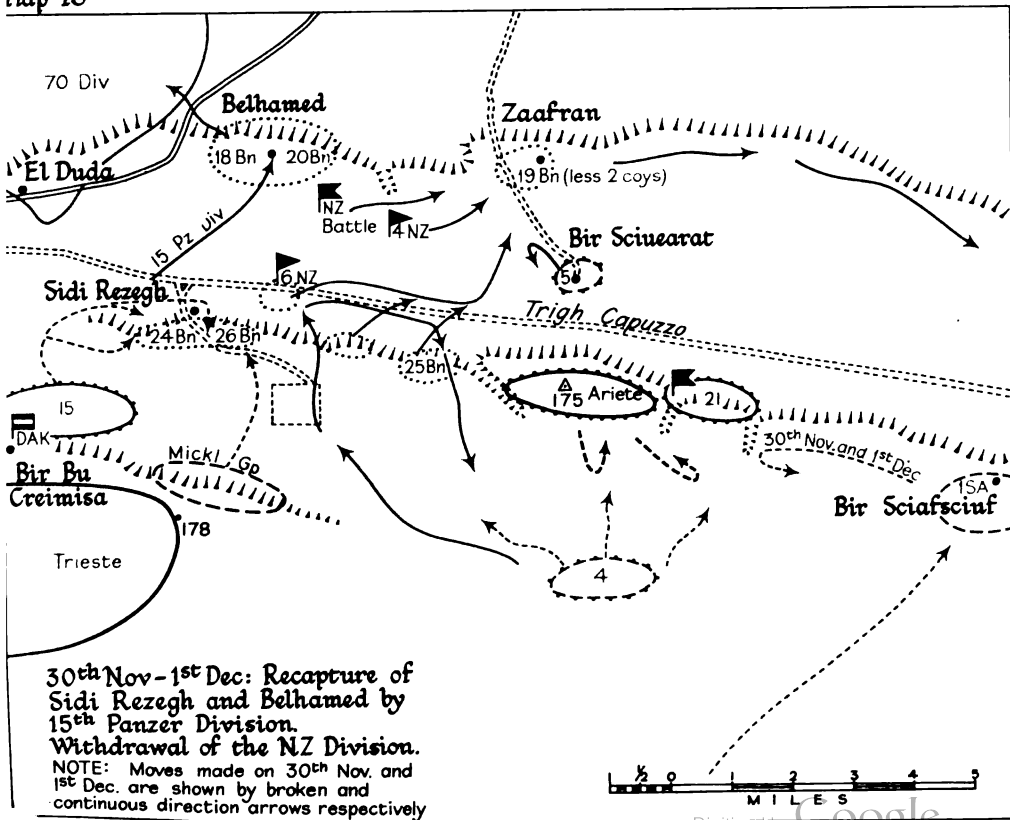 70 Div
Belhamed
Zaafran
18 Bn
20Bn
El Duda
19 Bn (less 2 coys)
NZ
Battle
4 NZ
15 Pz Div
Bir Sciuearat
5
6 NZ
Sidi Rezegh
Trigh Capuzzo
24 Bn
26 Bn
25 Bn
175 Ariete
21
15
DAK
30th Nov. and 1st Dec
Mickl Gp
Bir Bu
Creimisa
1SA
Bir Sciafsciuf
178
Trieste
4
30th Nov-1st Dec: Recapture of
Sidi Rezegh and Belhamed by
15th Panzer Division.
Withdrawal of the NZ Division.
NOTE: Moves made on 30th Nov. and
1st Dec. are shown by broken and
continuous direction arrows respectively
1 ½ 0 1 2 3 4 5
MILES
Google